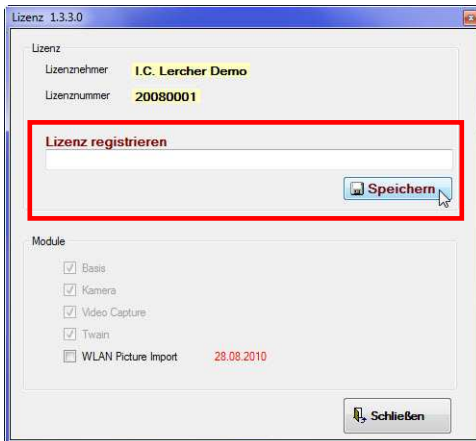 Lizenz 1.3.3.0
Lizenz
Lizenznehmer I.C. Lercher Demo
Lizenznummer 20080001
Lizenz registrieren
Speichern
Module
Basis
Kamera
Video Capture
Twain
WLAN Picture Import 28.08.2010
Schließen